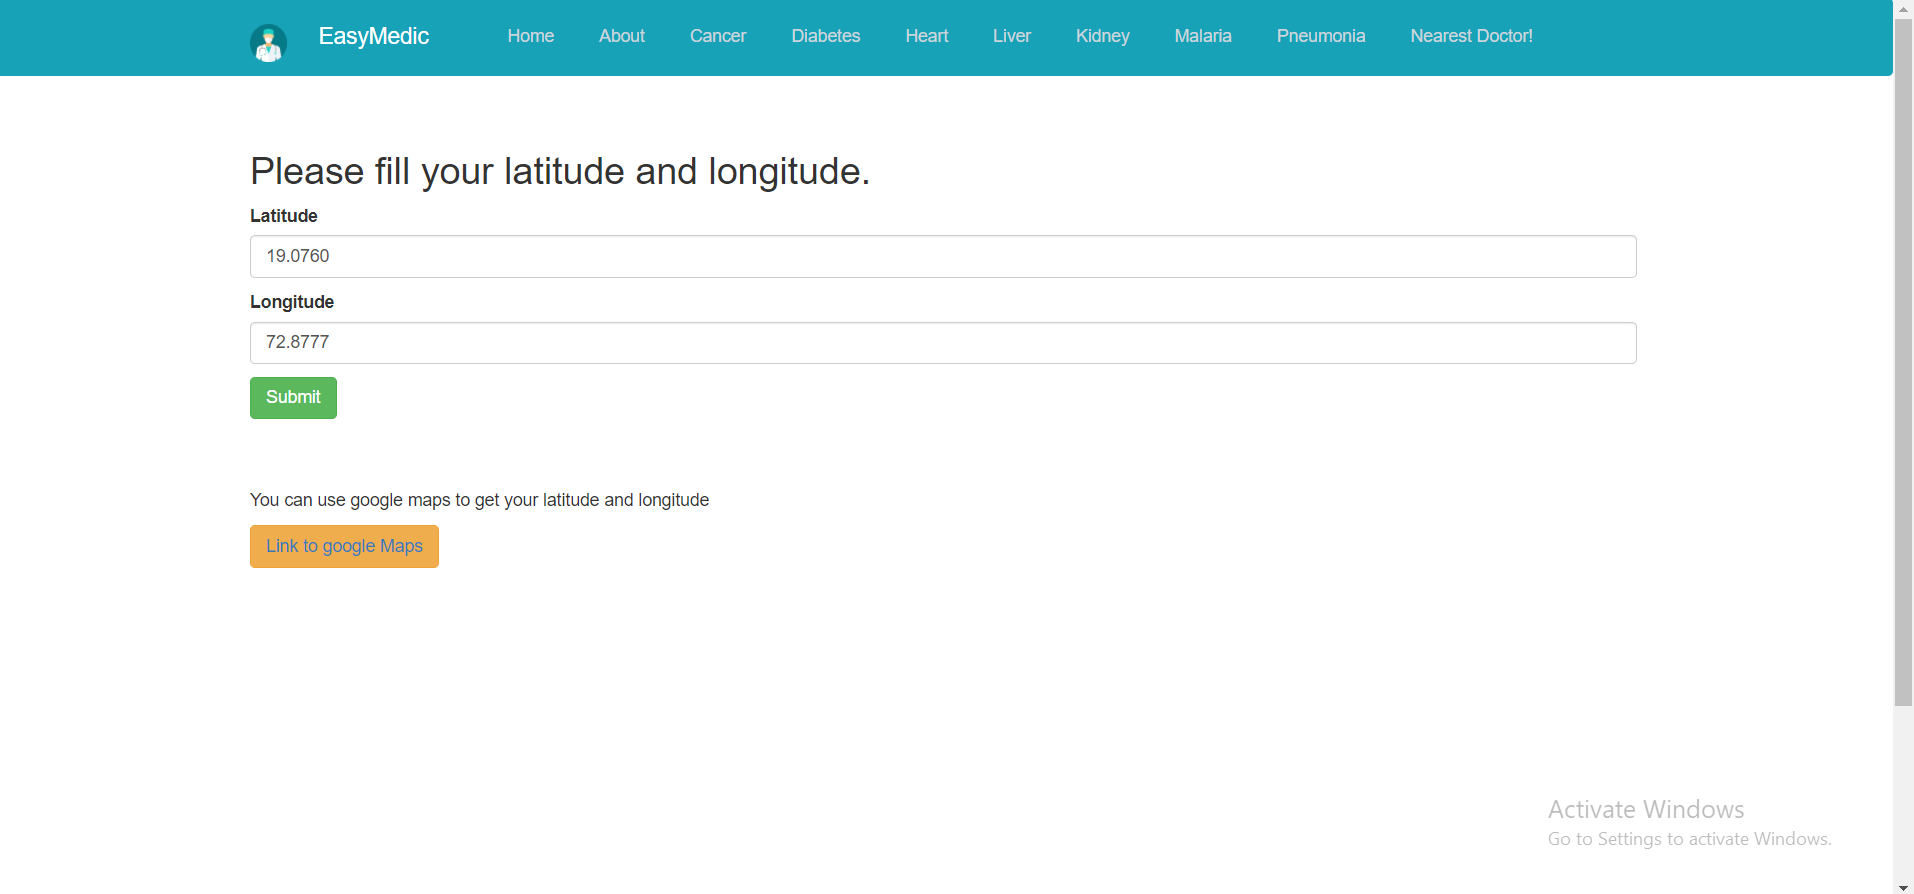 EasyMedic Home About Cancer Diabetes Heart Liver Kidney Malaria Pneumonia Nearest Doctor!
Please fill your latitude and longitude.
Latitude
19.0760
Longitude
72.8777
Submit
You can use google maps to get your latitude and longitude
Link to google Maps
Activate Windows
Go to Settings to activate Windows.